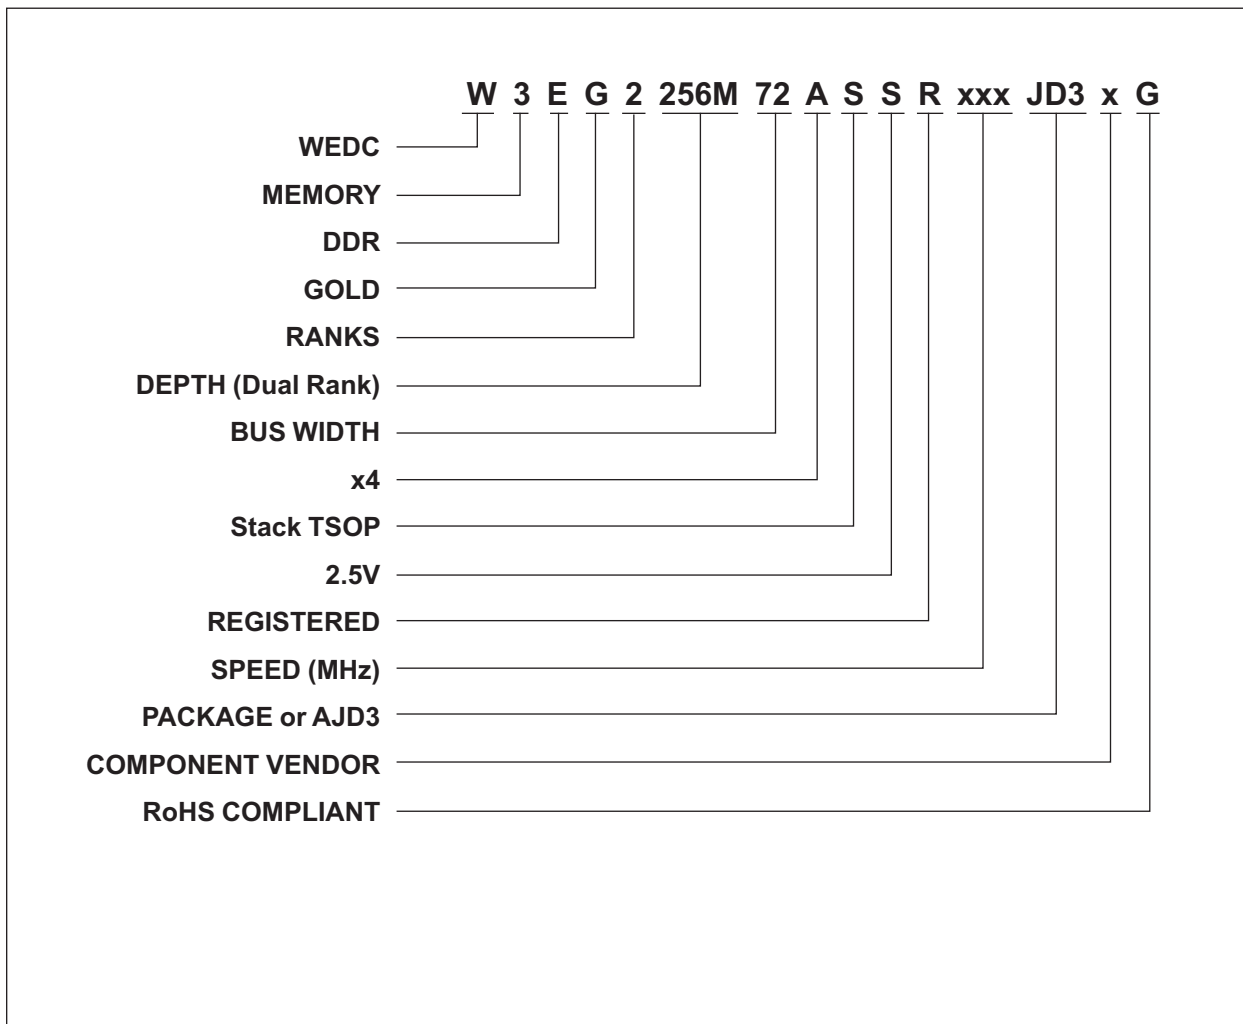 W 3 E G 2 256M 72 A S S R xxx JD3 x G
WEDC
MEMORY
DDR
GOLD
RANKS
DEPTH (Dual Rank)
BUS WIDTH
x4
Stack TSOP
2.5V
REGISTERED
SPEED (MHz)
PACKAGE or AJD3
COMPONENT VENDOR
RoHS COMPLIANT